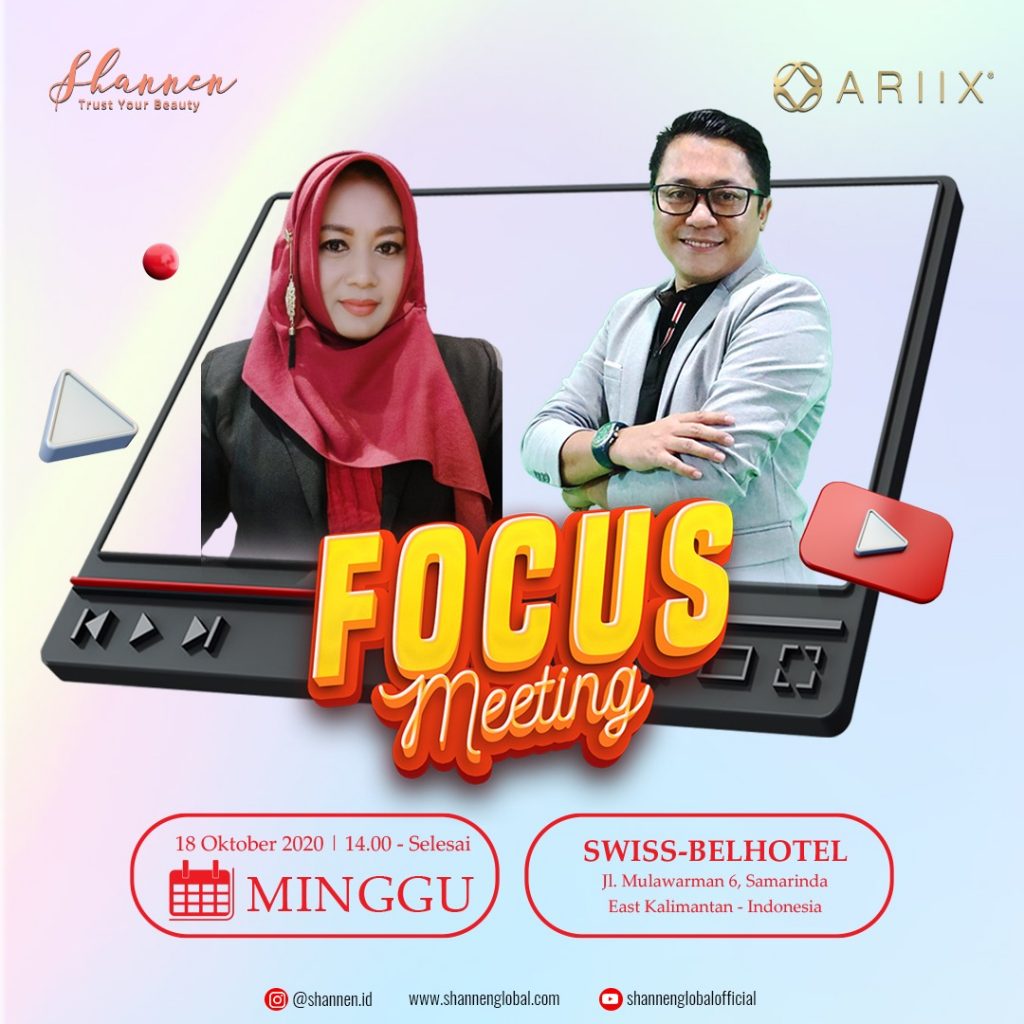 Shannen
Trust Your Beauty
ARIIX®
FOCUS
Meeting
18 Oktober 2020 | 14.00 - Selesai
MINGGU
SWISS-BELHOTEL
Jl. Mulawarman 6, Samarinda
East Kalimantan - Indonesia
@shannen.id www.shannenglobal.com shannenglobalofficial